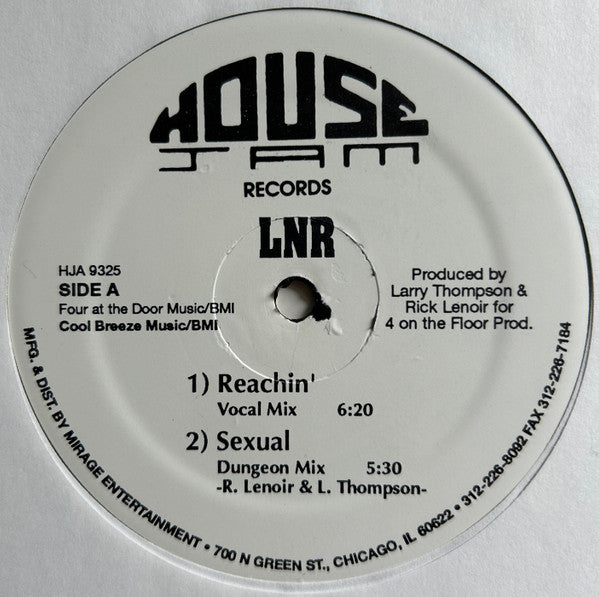 HOUSE
JAM
RECORDS
LNR
HJA 9325
SIDE A
Four at the Door Music/BMI
Cool Breeze Music/BMI
Produced by
Larry Thompson &
Rick Lenoir for
4 on the Floor Prod.
1) Reachin'
Vocal Mix 6:20
2) Sexual
Dungeon Mix 5:30
-R. Lenoir & L. Thompson-
MFG. & DIST. BY MIRAGE ENTERTAINMENT • 700 N GREEN ST., CHICAGO, IL 60622 • 312-226-8092 FAX 312-226-7184